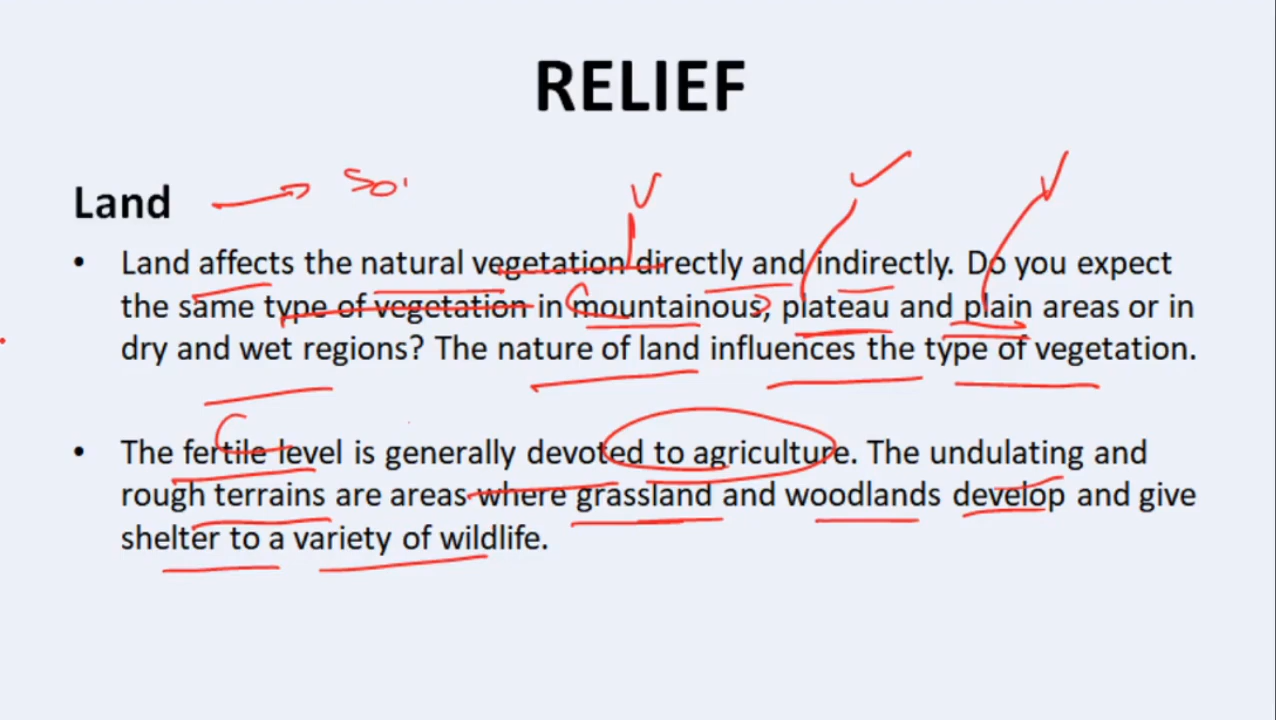 RELIEF
Land
• Land affects the natural vegetation directly and indirectly. Do you expect
the same type of vegetation in mountainous, plateau and plain areas or in
dry and wet regions? The nature of land influences the type of vegetation.
• The fertile level is generally devoted to agriculture. The undulating and
rough terrains are areas where grassland and woodlands develop and give
shelter to a variety of wildlife.